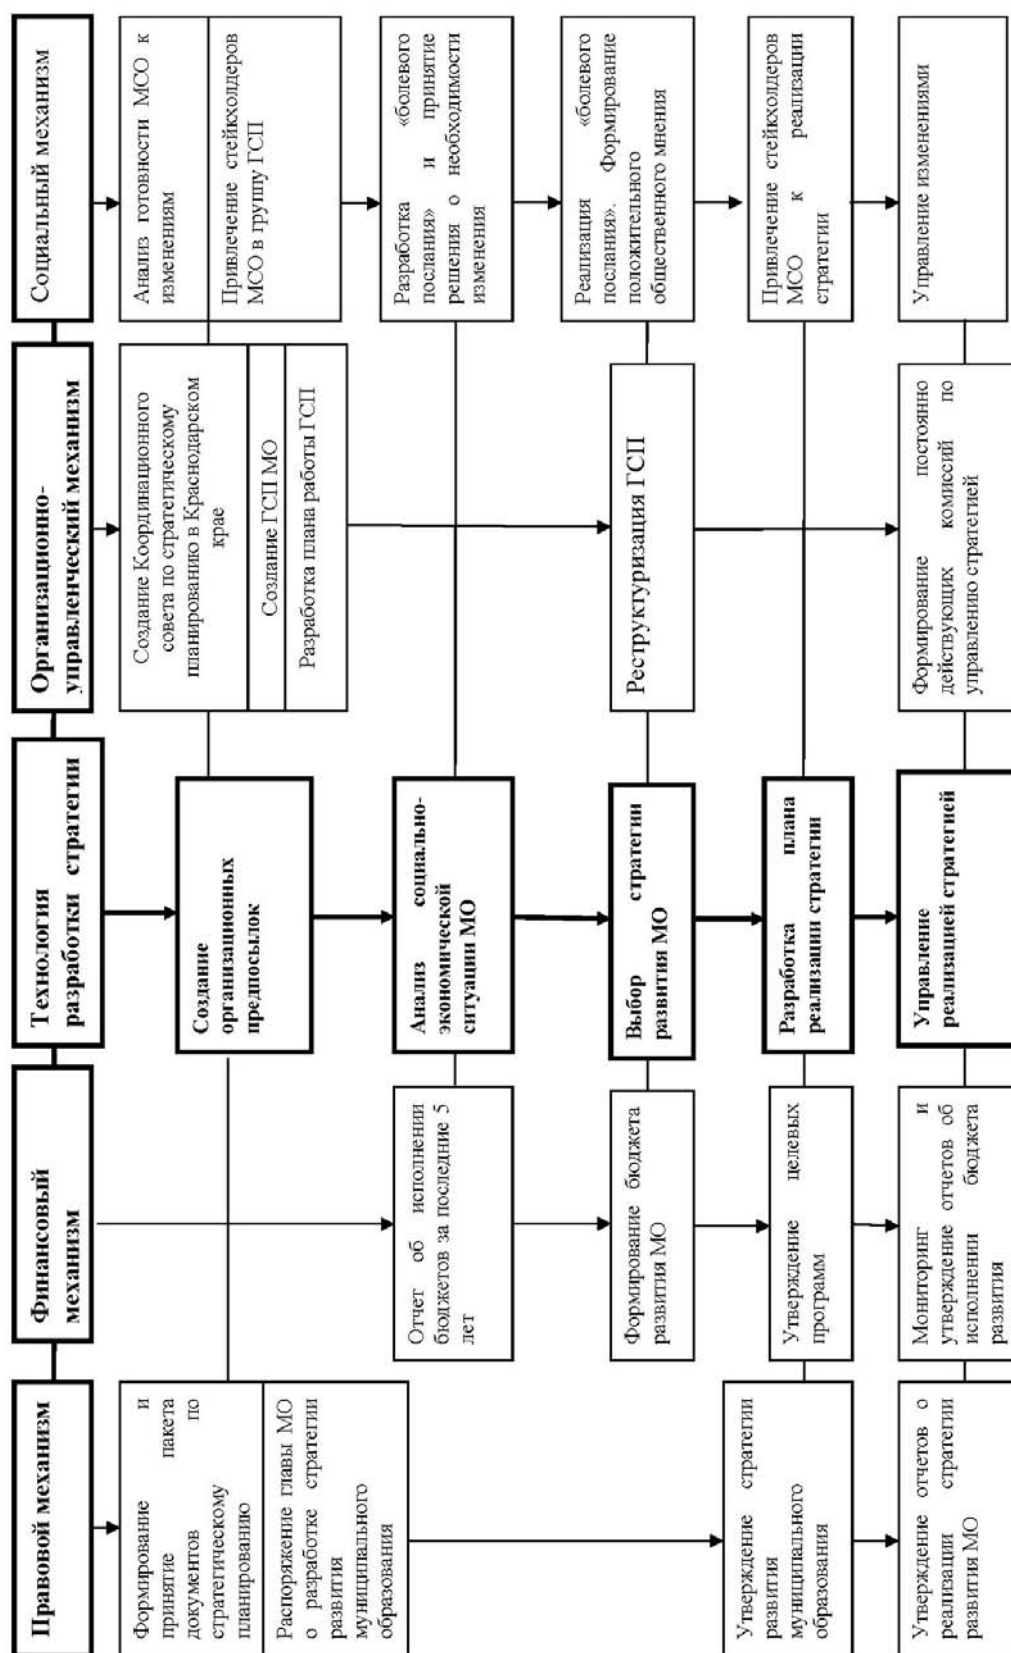 Правовой механизм
Финансовый
механизм
Технология
разработки стратегии
Организационно-
управленческий механизм
Социальный механизм
Формирование и
принятие пакета
документов по
стратегическому
планированию
Распоряжение главы МО
о разработке стратегии
развития
муниципального
образования
Создание
организационных
предпосылок
Создание Координационного
совета по стратегическому
планированию в Краснодарском
крае
Создание ГСП МО
Разработка плана работы ГСП
Анализ готовности МСО к
изменениям
Привлечение стейкхолдеров
МСО в группу ГСП
Отчет об исполнении
бюджетов за последние 5
лет
Анализ социально-
экономической
ситуации МО
Разработка «болевого
послания» и принятие
решения о необходимости
изменения
Формирование бюджета
развития МО
Выбор стратегии
развития МО
Реструктуризация ГСП
Реализация «болевого
послания». Формирование
положительного
общественного мнения
Утверждение стратегии
развития
муниципального
образования
Утверждение целевых
программ
Разработка плана
реализации стратегии
Привлечение стейкхолдеров
МСО к реализации
стратегии
Утверждение отчетов о
реализации стратегии
развития МО
Мониторинг и
утверждение отчетов об
исполнении бюджета
развития
Управление
реализацией стратегией
Формирование постоянно
действующих комиссий по
управлению стратегией
Управление изменениями